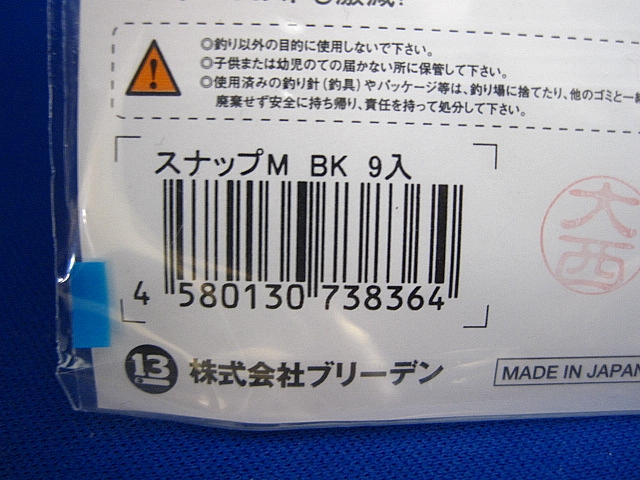 ◎釣り以外の目的に使用しないで下さい。
◎子供または幼児のての届かない所に保管して下さい。
◎使用済みの釣り針(釣具)やパッケージ等は、釣り場に捨てたり、他のゴミと一緒
廃棄せず安全に持ち帰り、責任を持って処分して下さい。
スナップM BK 9入
4 580130 738364
大西
13
株式会社ブリーデン
MADE IN JAPAN